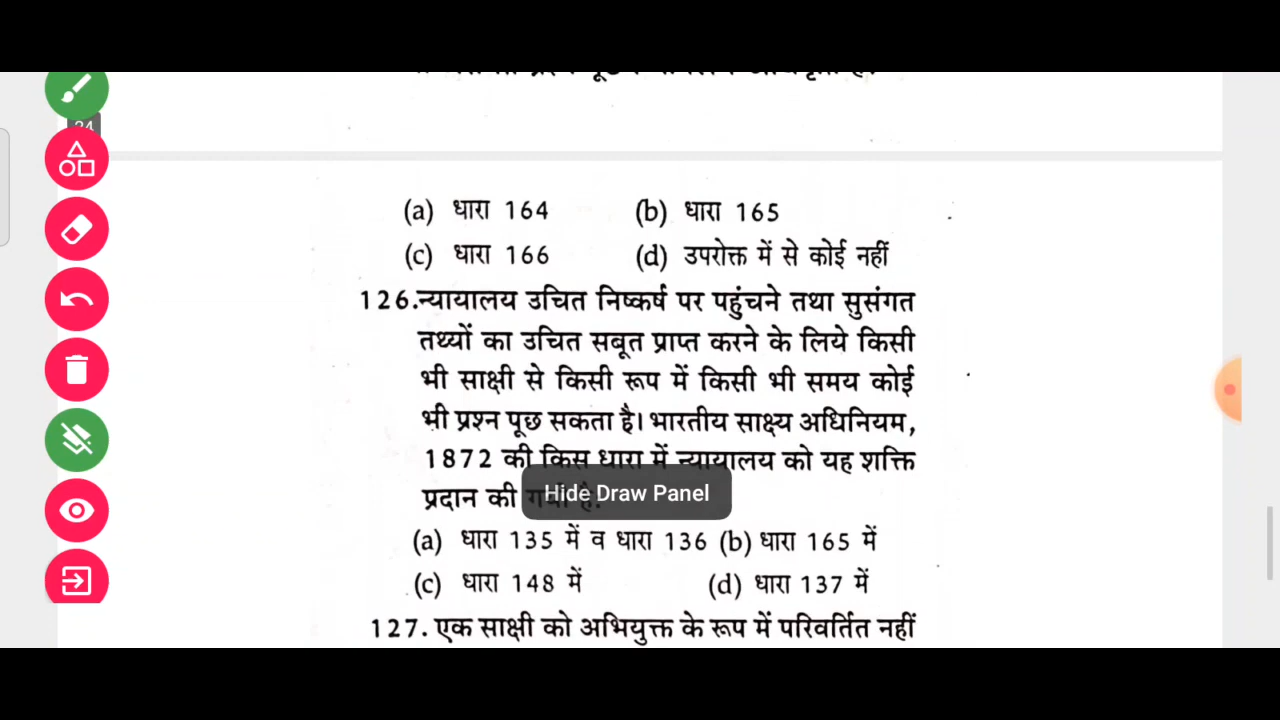 24
(a) धारा 164 (b) धारा 165
(c) धारा 166 (d) उपरोक्त में से कोई नहीं
126.न्यायालय उचित निष्कर्ष पर पहुंचने तथा सुसंगत
तथ्यों का उचित सबूत प्राप्त करने के लिये किसी
भी साक्षी से किसी रूप में किसी भी समय कोई
भी प्रश्न पूछ सकता है। भारतीय साक्ष्य अधिनियम,
1872 की किस धारा में न्यायालय को यह शक्ति
प्रदान की
Hide Draw Panel
(a) धारा 135 में व धारा 136 (b) धारा 165 में
(c) धारा 148 में (d) धारा 137 में
127. एक साक्षी को अभियुक्त के रूप में परिवर्तित नहीं